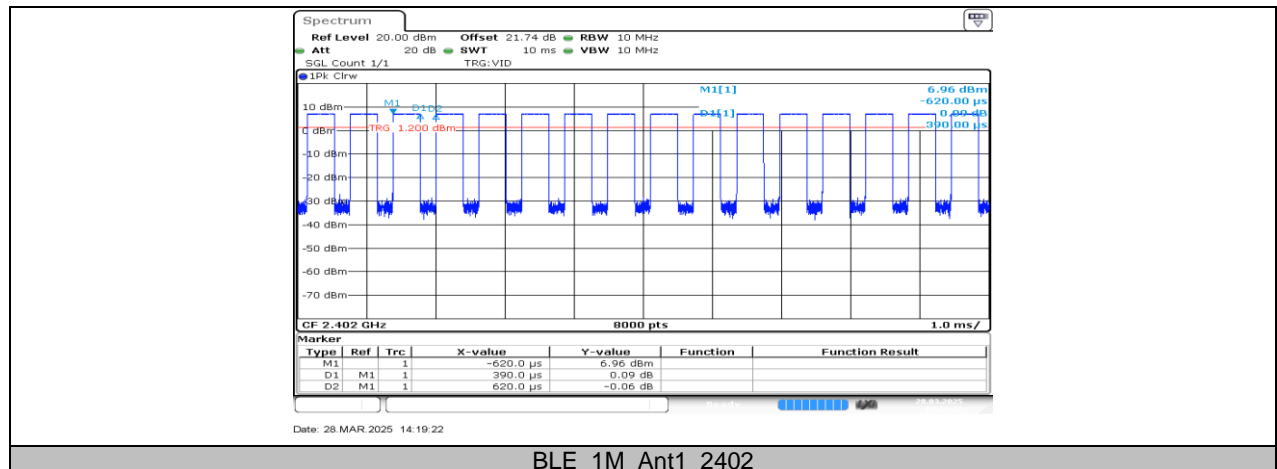 Spectrum
Ref Level 20.00 dBm Offset 21.74 dB RBW 10 MHz
Att 20 dB SWT 10 ms VBW 10 MHz
SGL Count 1/1 TRG:VID
1Pk Clrw
M1[1] 6.96 dBm
-620.00 µs
D1[1] 0.09 dB
390.00 µs
10 dBm
M1 D1 D2
0 dBm
TRG 1.200 dBm
-10 dBm
-20 dBm
-30 dBm
-40 dBm
-50 dBm
-60 dBm
-70 dBm
CF 2.402 GHz 8000 pts 1.0 ms/
Marker
Type Ref Trc X-value Y-value Function Function Result
M1 1 -620.0 µs 6.96 dBm
D1 M1 1 390.0 µs 0.09 dB
D2 M1 1 620.0 µs -0.06 dB
Ready 28.03.2025
Date: 28.MAR.2025 14:19:22
BLE_1M_Ant1_2402